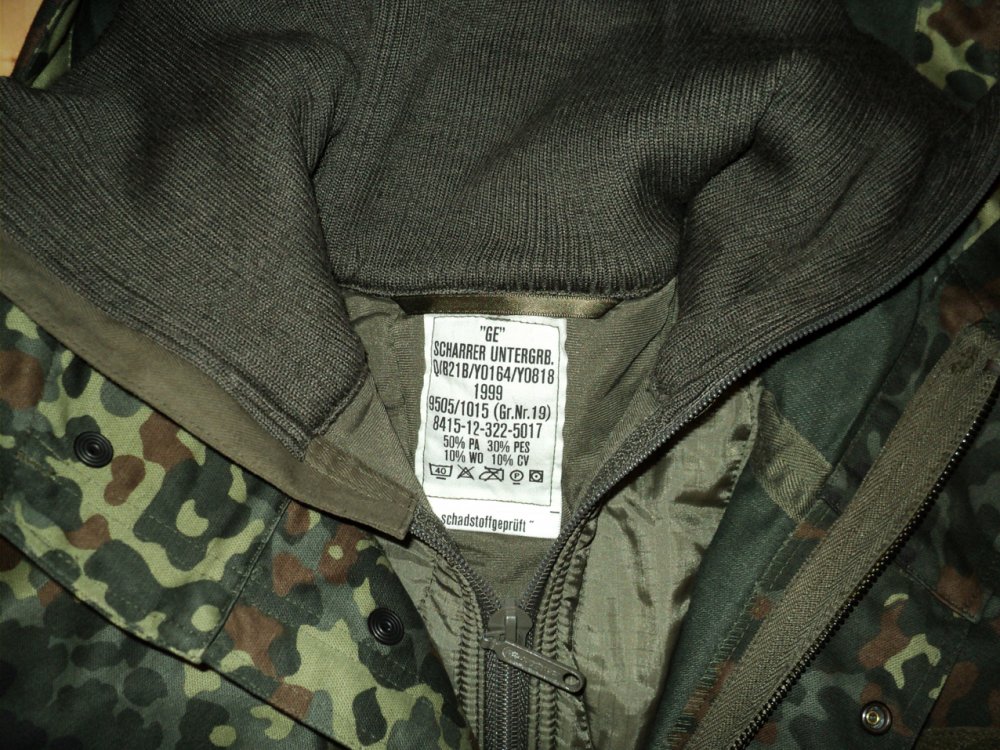 "GE"
SCHARRER UNTERGRB.
Q/B21B/Y0164/Y0818
1999
9505/1015 (Gr.Nr.19)
8415-12-322-5017
50% PA 30% PES
10% WO 10% CV
40 P
schadstoffgeprüft"